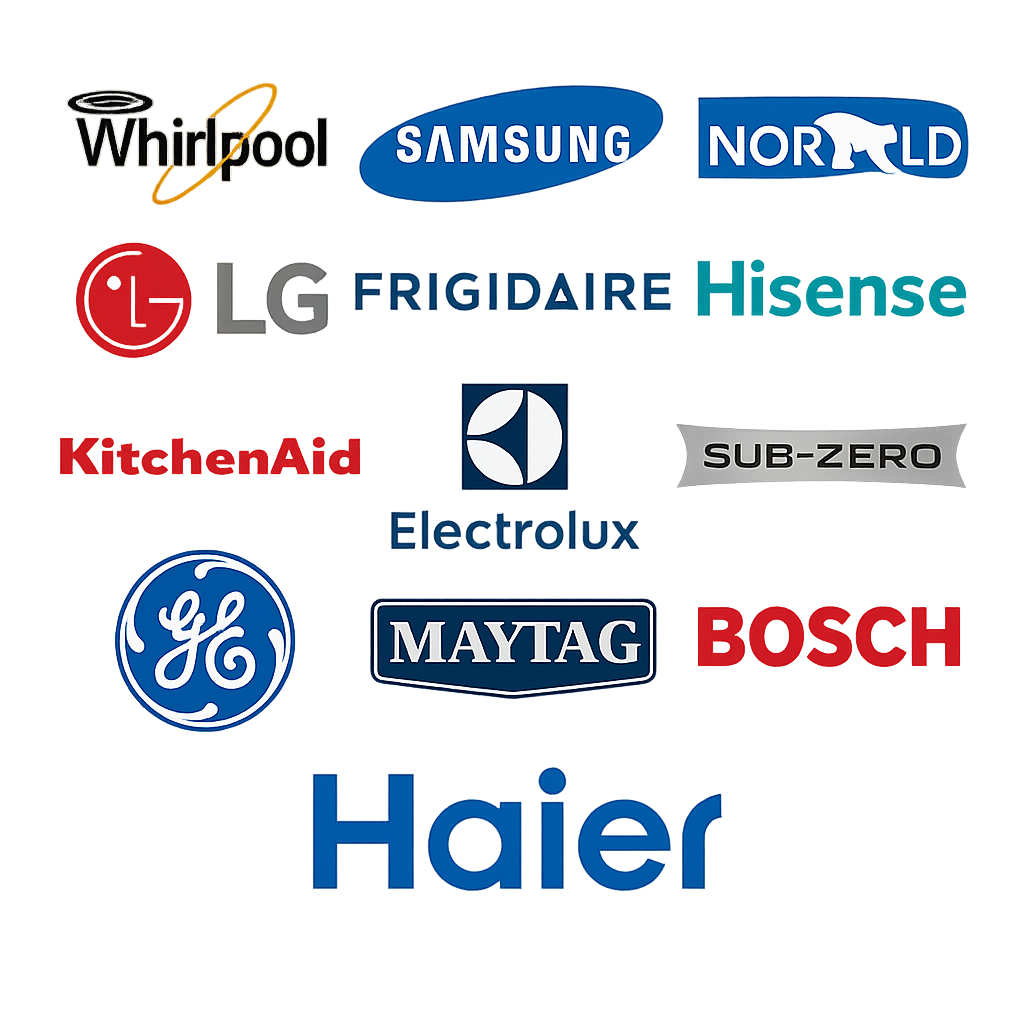 Whirlpool
SAMSUNG
NOR LD
LG
FRIGIDAIRE
Hisense
KitchenAid
Electrolux
SUB-ZERO
GE
MAYTAG
BOSCH
Haier